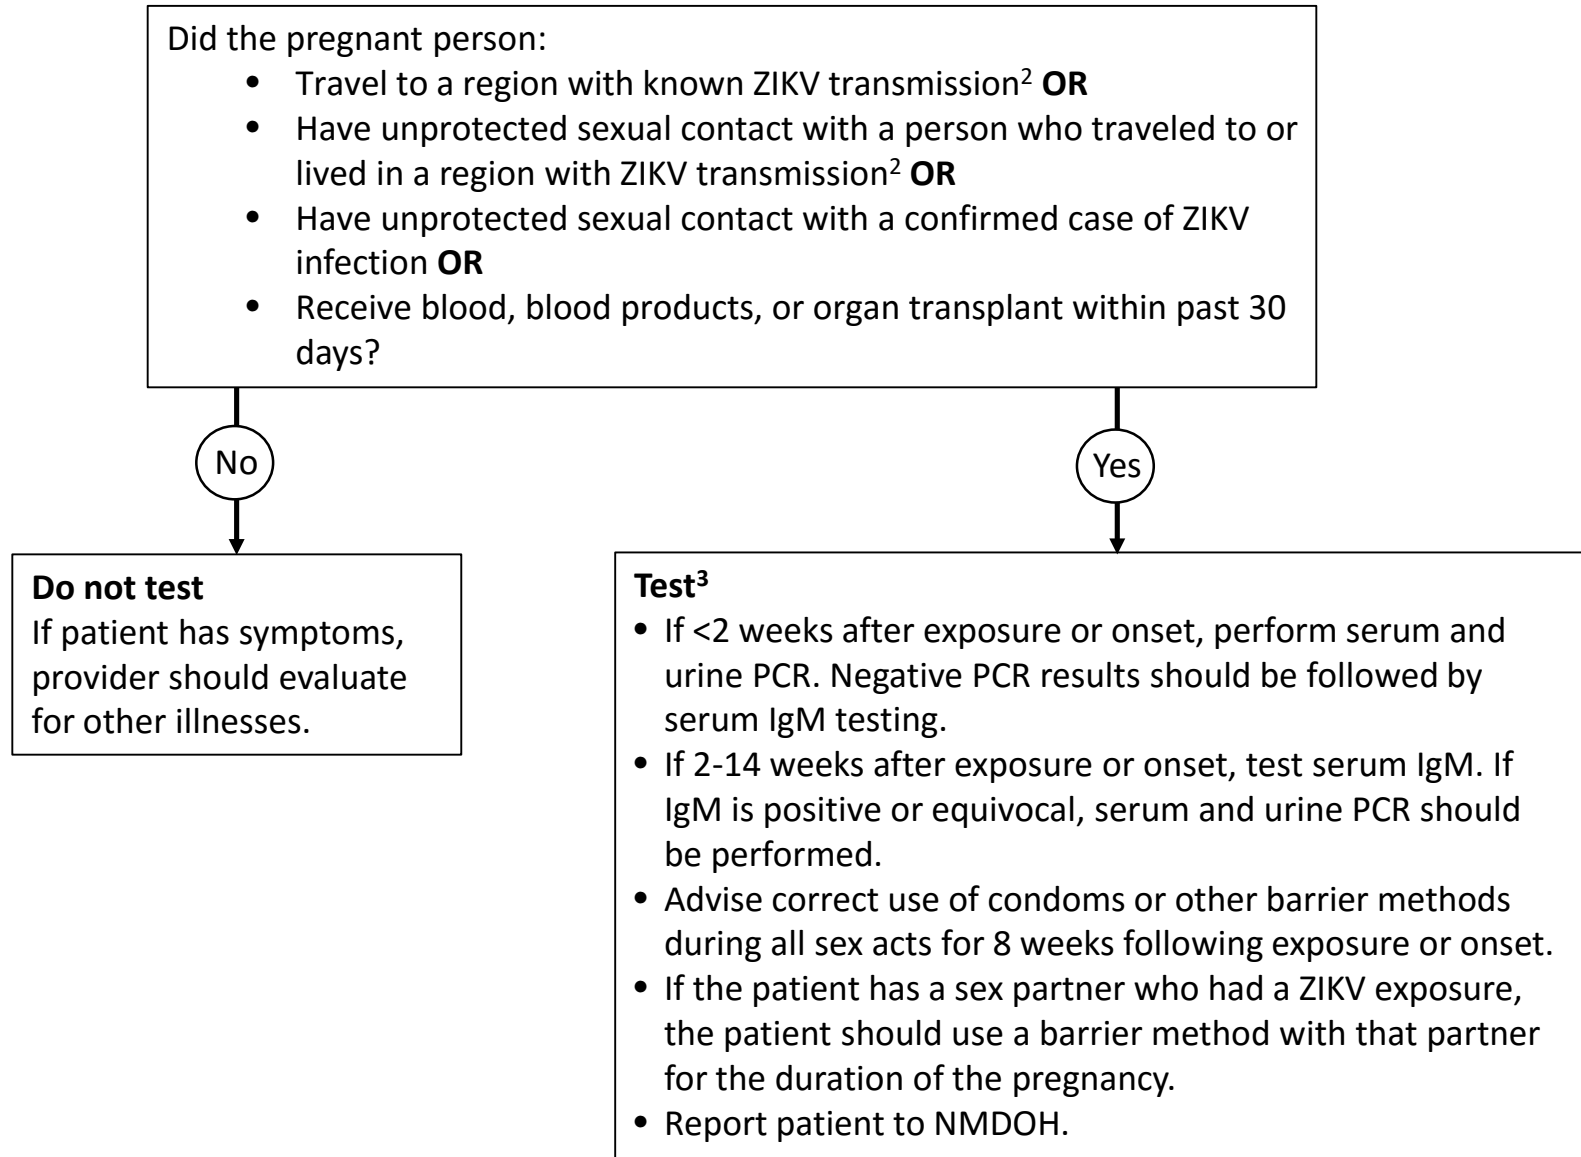 Did the pregnant person:
• Travel to a region with known ZIKV transmission² OR
• Have unprotected sexual contact with a person who traveled to or
lived in a region with ZIKV transmission² OR
• Have unprotected sexual contact with a confirmed case of ZIKV
infection OR
• Receive blood, blood products, or organ transplant within past 30
days?
No
Yes
Do not test
If patient has symptoms,
provider should evaluate
for other illnesses.
Test³
• If <2 weeks after exposure or onset, perform serum and
urine PCR. Negative PCR results should be followed by
serum IgM testing.
• If 2-14 weeks after exposure or onset, test serum IgM. If
IgM is positive or equivocal, serum and urine PCR should
be performed.
• Advise correct use of condoms or other barrier methods
during all sex acts for 8 weeks following exposure or onset.
• If the patient has a sex partner who had a ZIKV exposure,
the patient should use a barrier method with that partner
for the duration of the pregnancy.
• Report patient to NMDOH.